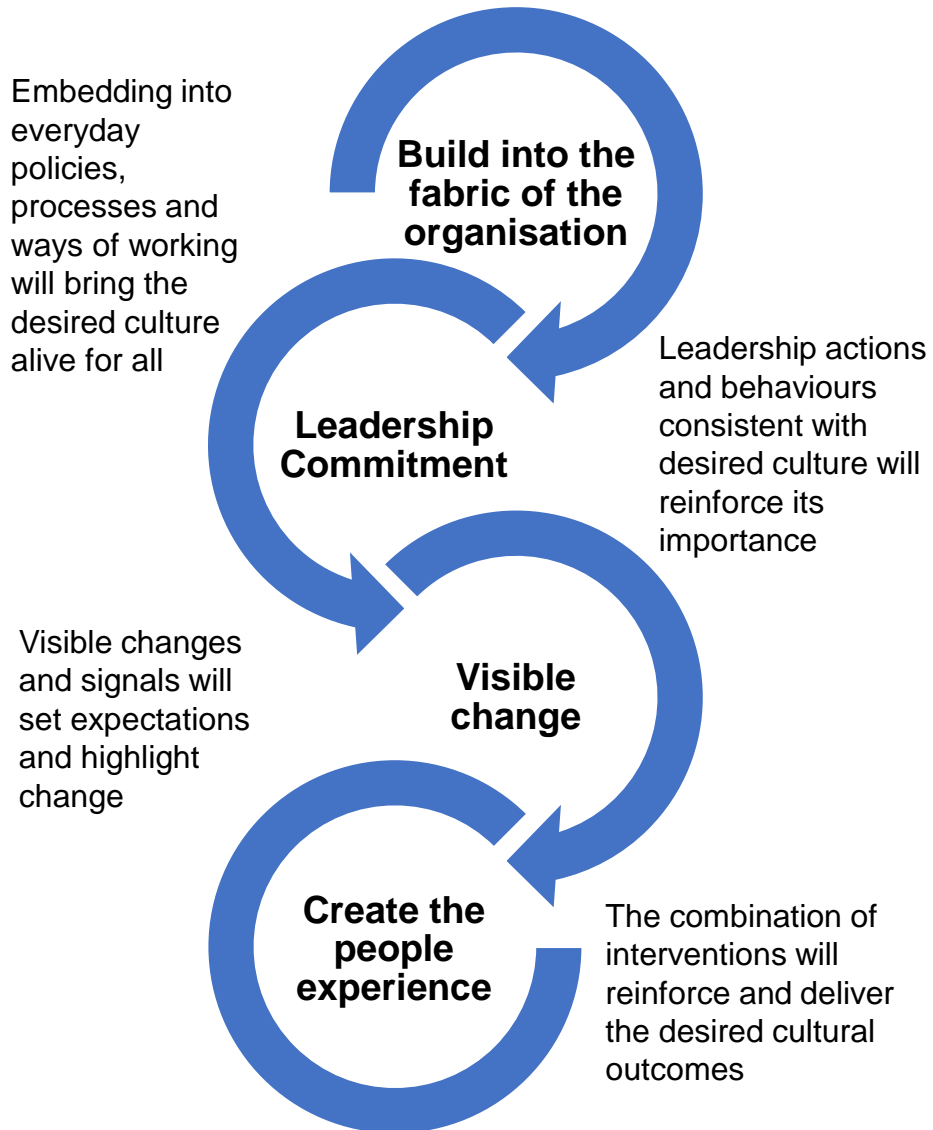 Embedding into
everyday
policies,
processes and
ways of working
will bring the
desired culture
alive for all
Build into the
fabric of the
organisation
Leadership
Commitment
Leadership actions
and behaviours
consistent with
desired culture will
reinforce its
importance
Visible changes
and signals will
set expectations
and highlight
change
Visible
change
Create the
people
experience
The combination of
interventions will
reinforce and deliver
the desired cultural
outcomes